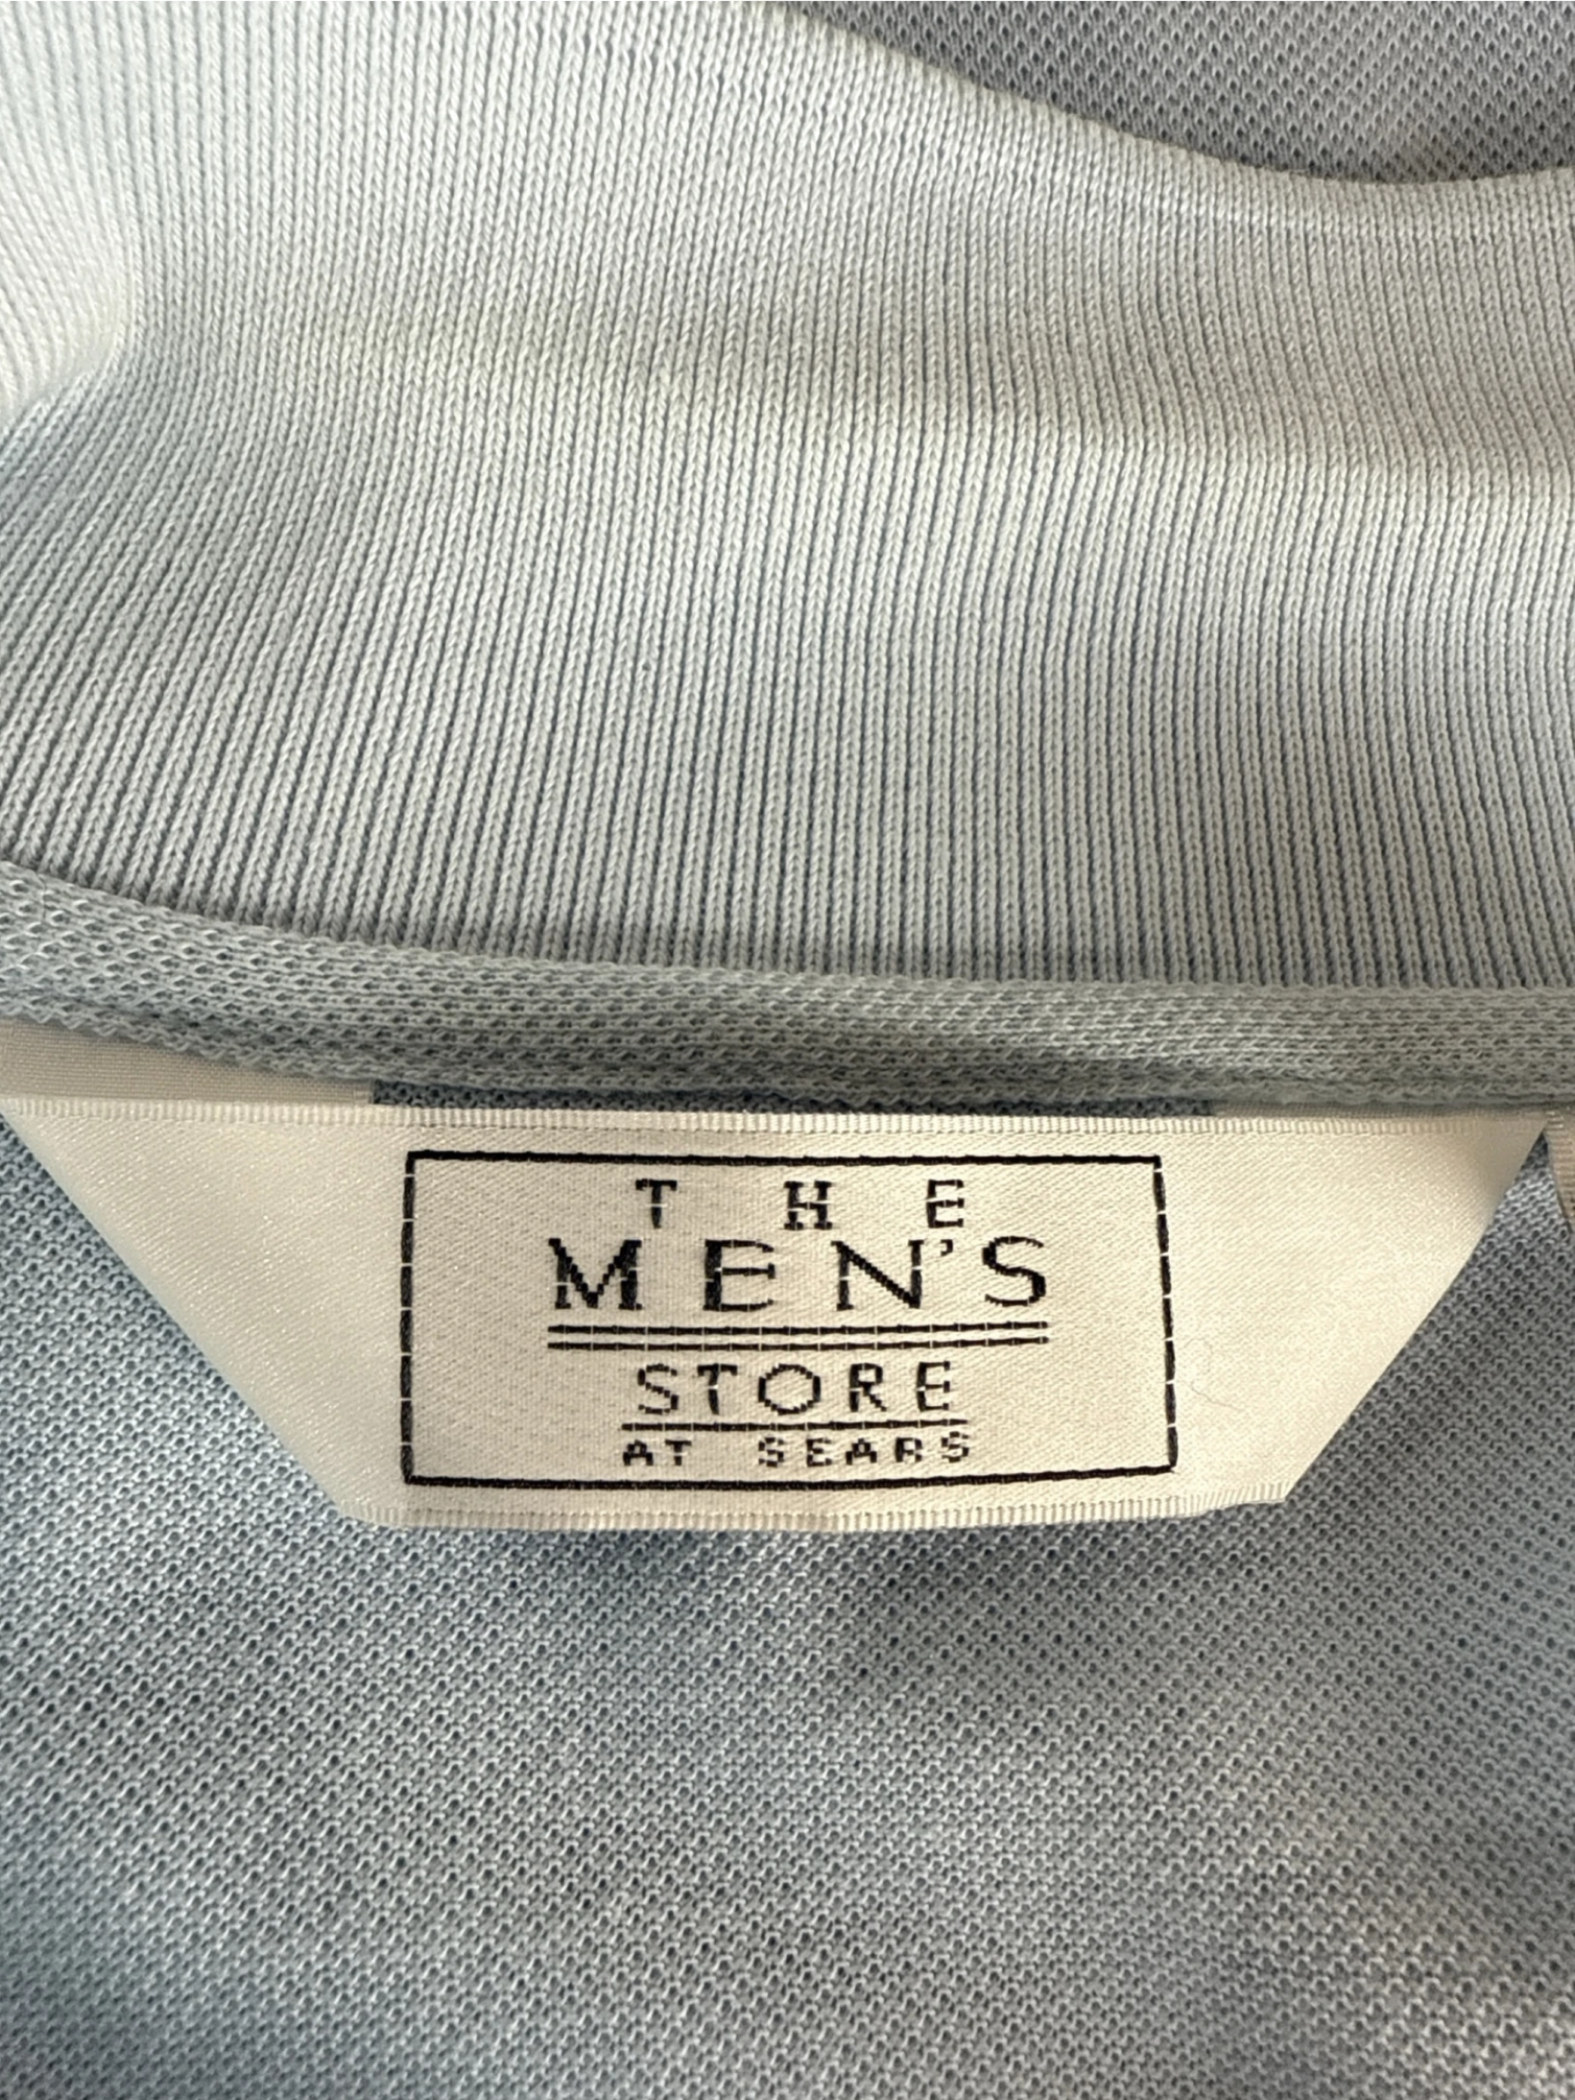 THE
MEN'S
STORE
AT SEARS